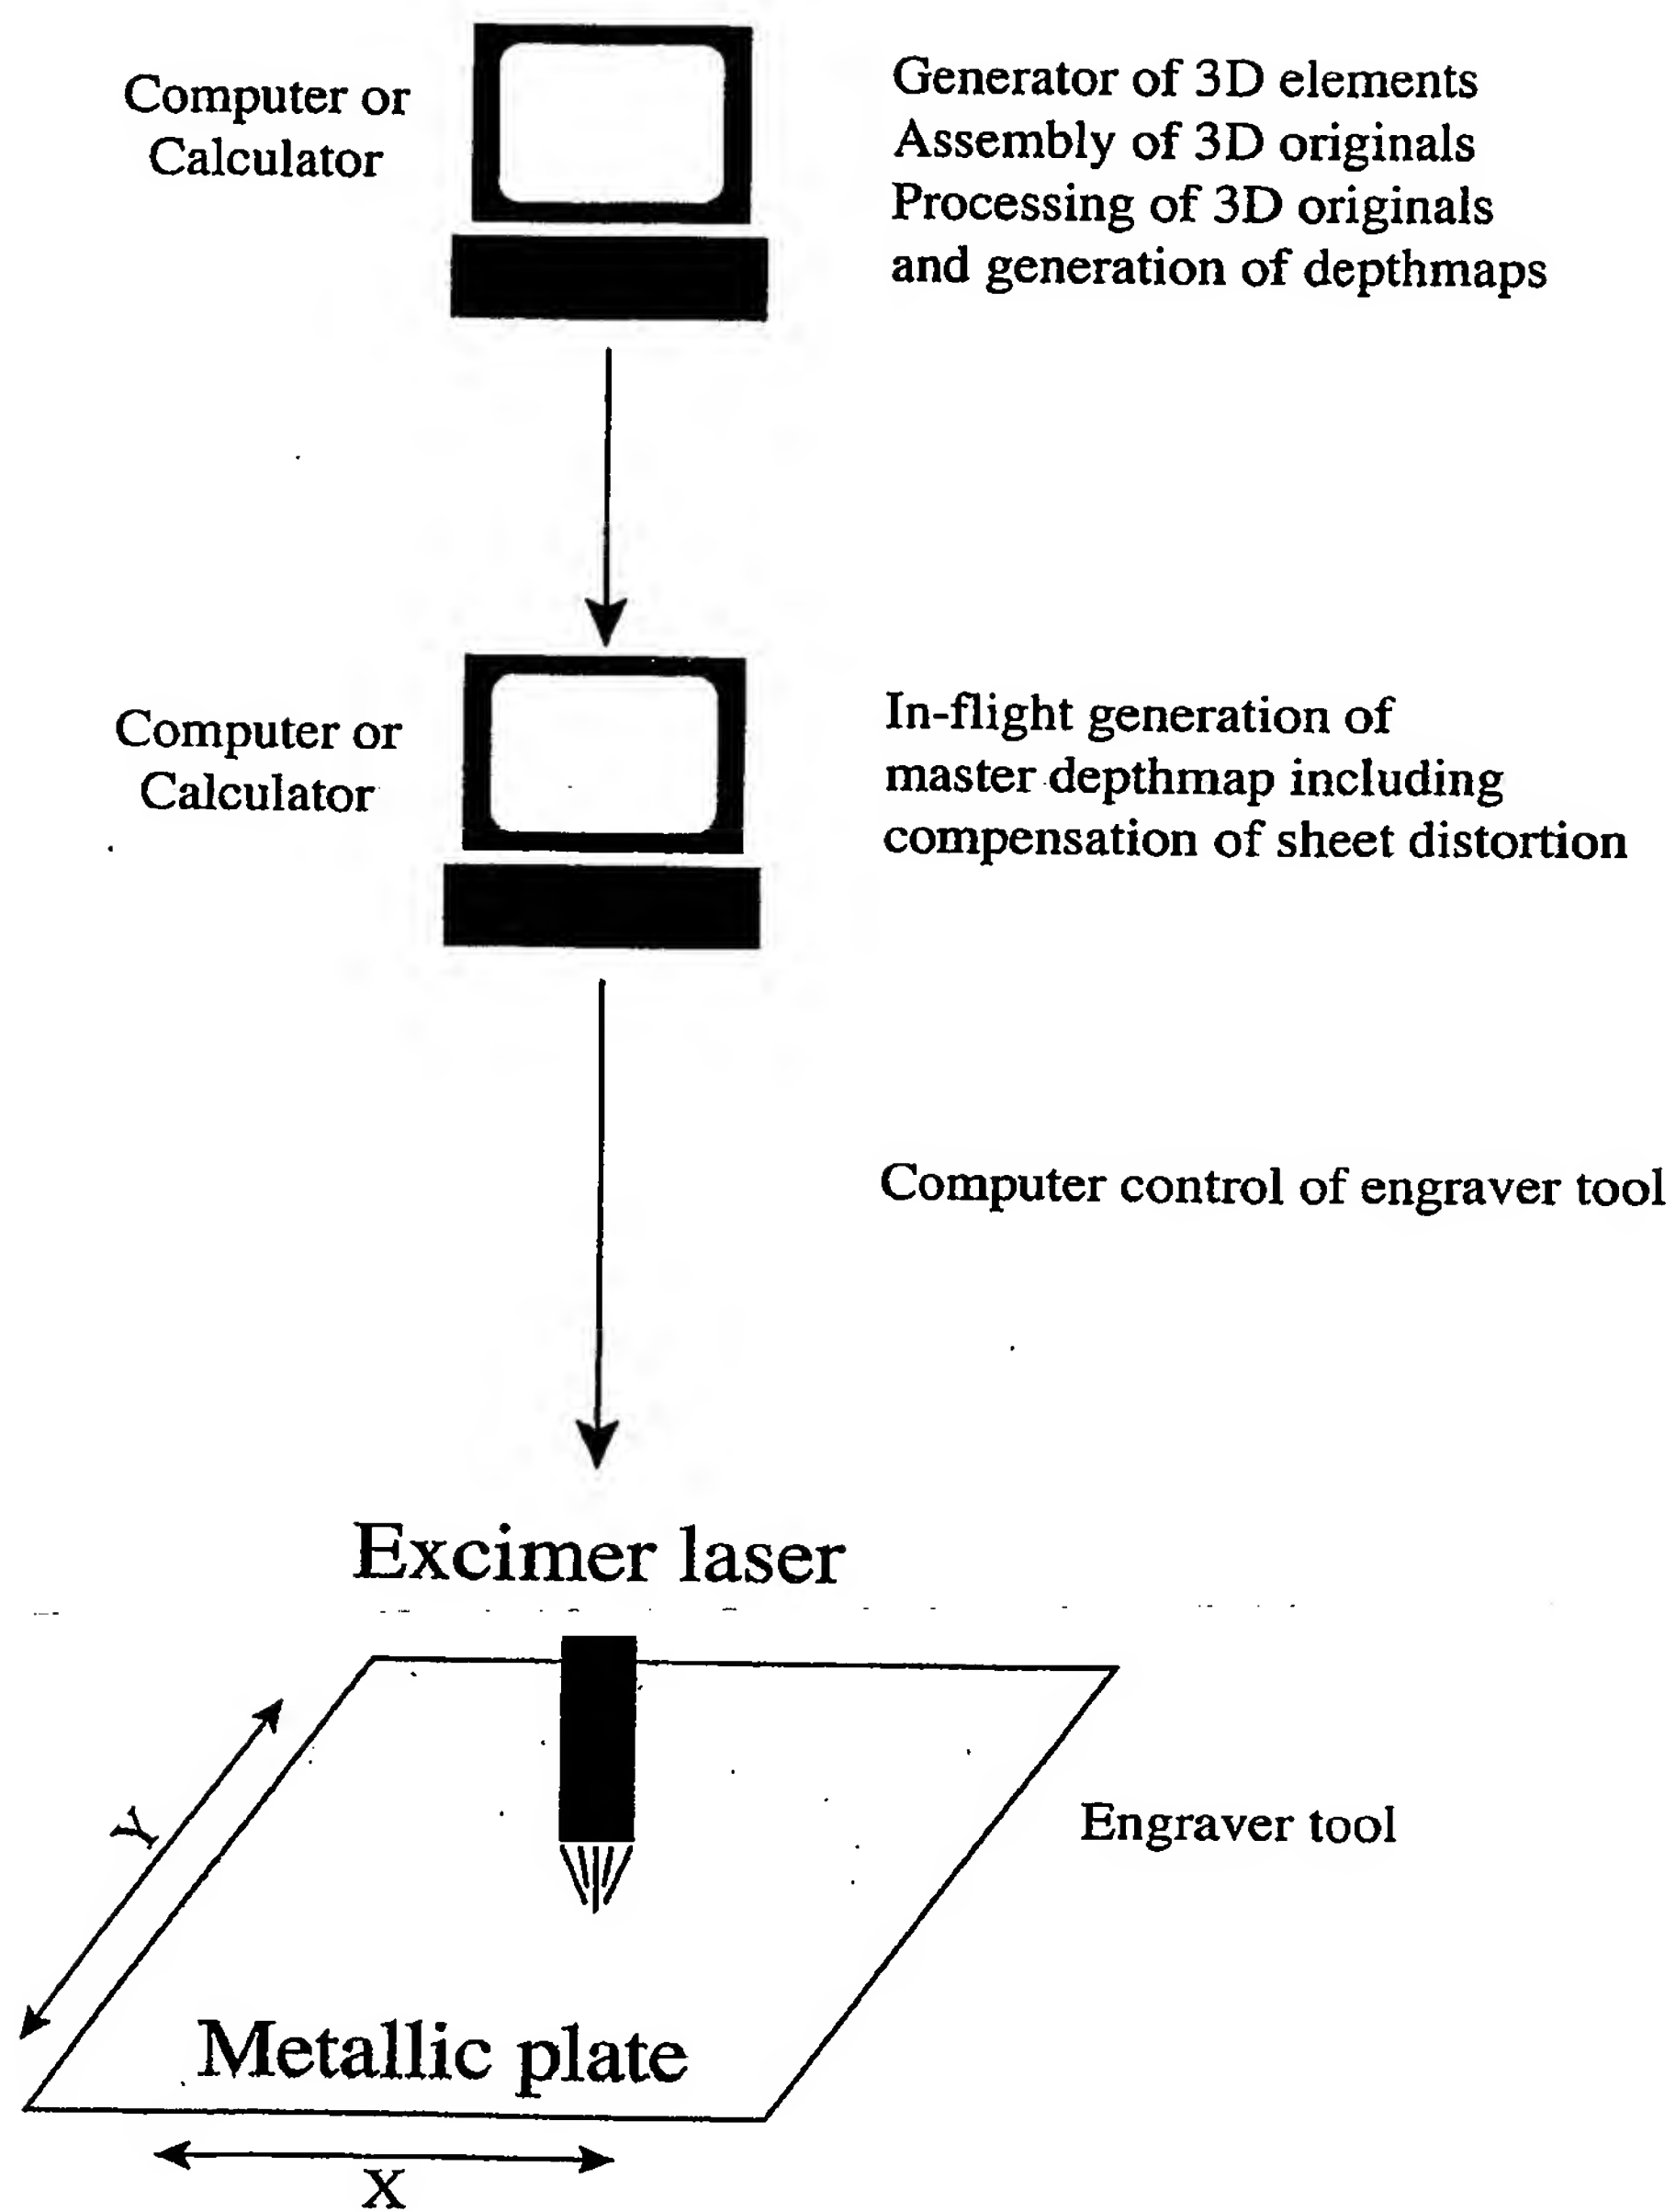 Computer or
Calculator
Generator of 3D elements
Assembly of 3D originals
Processing of 3D originals
and generation of depthmaps
Computer or
Calculator
In-flight generation of
master depthmap including
compensation of sheet distortion
Computer control of engraver tool
Excimer laser
Y
Engraver tool
Metallic plate
X